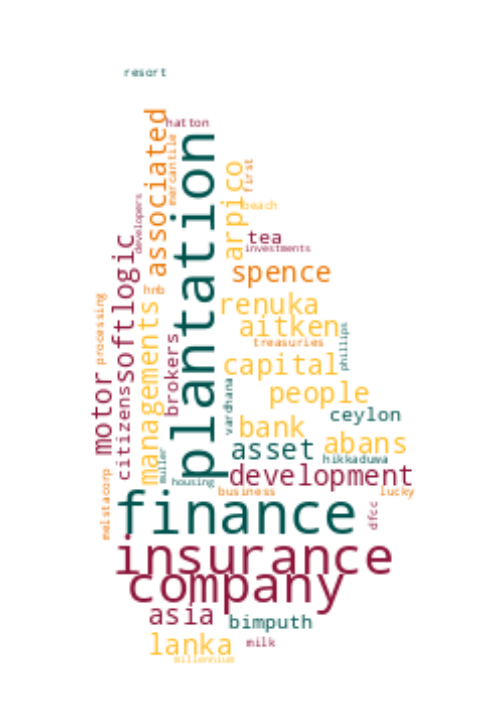 resort
hatton
associated
mercantile
plantation
first
arpico
developers
beach
tea
investments
softlogic
spence
hnb
processing
renuka
aitken
managements
brokers
treasuries
phillips
capital
motor
citizens
vardhana
people
ceylon
bank
abans
asset
muller
hikkaduwa
development
melstacorp
housing
business
lucky
finance
dfcc
insurance
company
asia
bimputh
lanka
milk
millennium